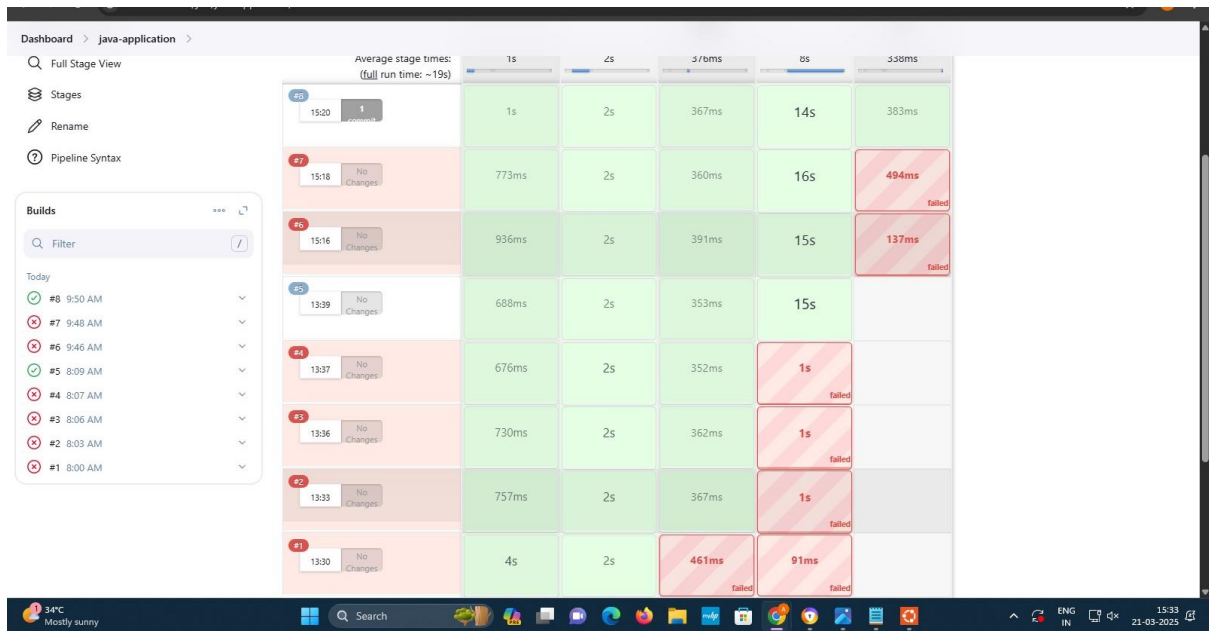 Dashboard > java-application >
Full Stage View
Stages
Rename
Pipeline Syntax
Builds
Filter
/
Today
#8 9:50 AM
#7 9:48 AM
#6 9:46 AM
#5 8:09 AM
#4 8:07 AM
#3 8:06 AM
#2 8:03 AM
#1 8:00 AM
Average stage times:
(full run time: ~19s)
1s 2s 376ms 8s 338ms
#8
15:20 1 commit
1s 2s 367ms 14s 383ms
#7
15:18 No Changes
773ms 2s 360ms 16s 494ms
failed
#6
15:16 No Changes
936ms 2s 391ms 15s 137ms
failed
#5
13:39 No Changes
688ms 2s 353ms 15s
#4
13:37 No Changes
676ms 2s 352ms 1s
failed
#3
13:36 No Changes
730ms 2s 362ms 1s
failed
#2
13:33 No Changes
757ms 2s 367ms 1s
failed
#1
13:30 No Changes
4s 2s 461ms 91ms
failed failed
1
34°C
Mostly sunny
Search
ENG
IN
15:33
21-03-2025